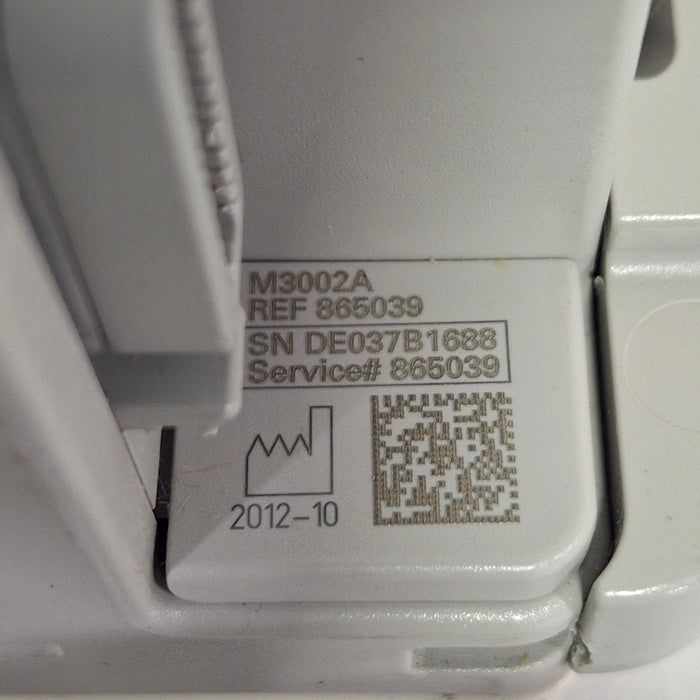 M3002A
REF 865039
SN DE037B1688
Service# 865039
2012-10